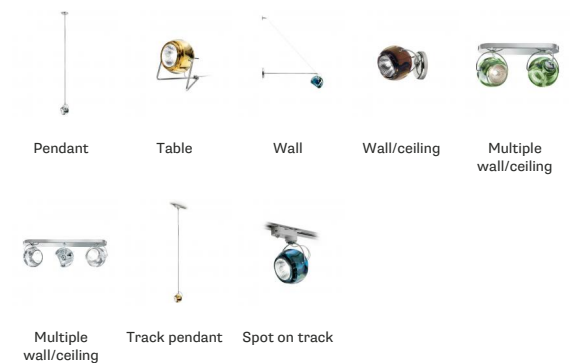 Pendant
Table
Wall
Wall/ceiling
Multiple
wall/ceiling
Multiple
wall/ceiling
Track pendant
Spot on track